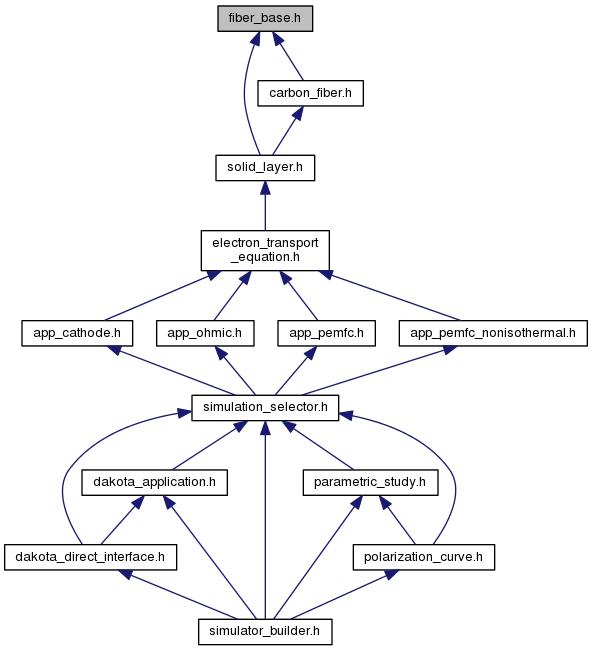 fiber_base.h
carbon_fiber.h
solid_layer.h
electron_transport
_equation.h
app_cathode.h
app_ohmic.h
app_pemfc.h
app_pemfc_nonisothermal.h
simulation_selector.h
dakota_application.h
parametric_study.h
dakota_direct_interface.h
polarization_curve.h
simulator_builder.h